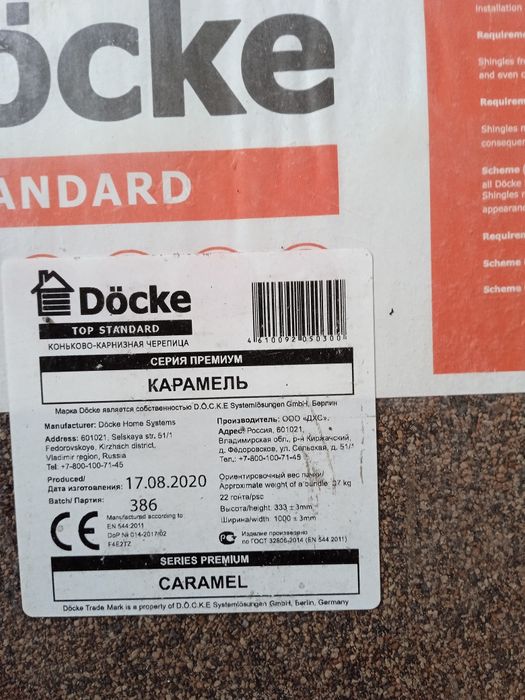 öcke
ANDARD
Installation
Requireme
Shingles fr
and even c
Requirem
Shingles n
consequer
Scheme
all Döcke
Shingles
appearanc
Requiren
Scheme
Scheme
Döcke
TOP STANDARD
КОНЬКОВО-КАРНИЗНАЯ ЧЕРЕПИЦА
4 610092 050300
СЕРИЯ ПРЕМИУМ
КАРАМЕЛЬ
Марка Döcke является собственностью D.Ö.C.K.E Systemlösungen GmbH, Берлин
Manufacturer: Döcke Home Systems
Address: 601021, Selskaya str. 51/1
Fedorovskoye, Kirzhach district,
Vladimir region, Russia
Tel: +7-800-100-71-45
Производитель: ООО «ДХС».
Адрес: Россия, 601021,
Владимирская обл., р-н Киржачский,
д. Фёдоровское, ул. Сельская, д. 51/1
Тел.: +7-800-100-71-45
Produced/
Дата изготовления 17.08.2020
Batch/ Партия: 386
Ориентировочный вес пачки/
Approximate weight of a bundle 37 kg
22 гонта/psc
Высота/height 333 ± 3mm
Ширина/width 1000 ± 3mm
CE
Manufactured according to
EN 544:2011
DoP № 014-2017/02
F4E2TZ
Изделие произведено
по ГОСТ 32806-2014 (EN 544:2011)
SERIES PREMIUM
CARAMEL
Döcke Trade Mark is a property of D.Ö.C.K.E Systemlösungen GmbH, Berlin, Germany